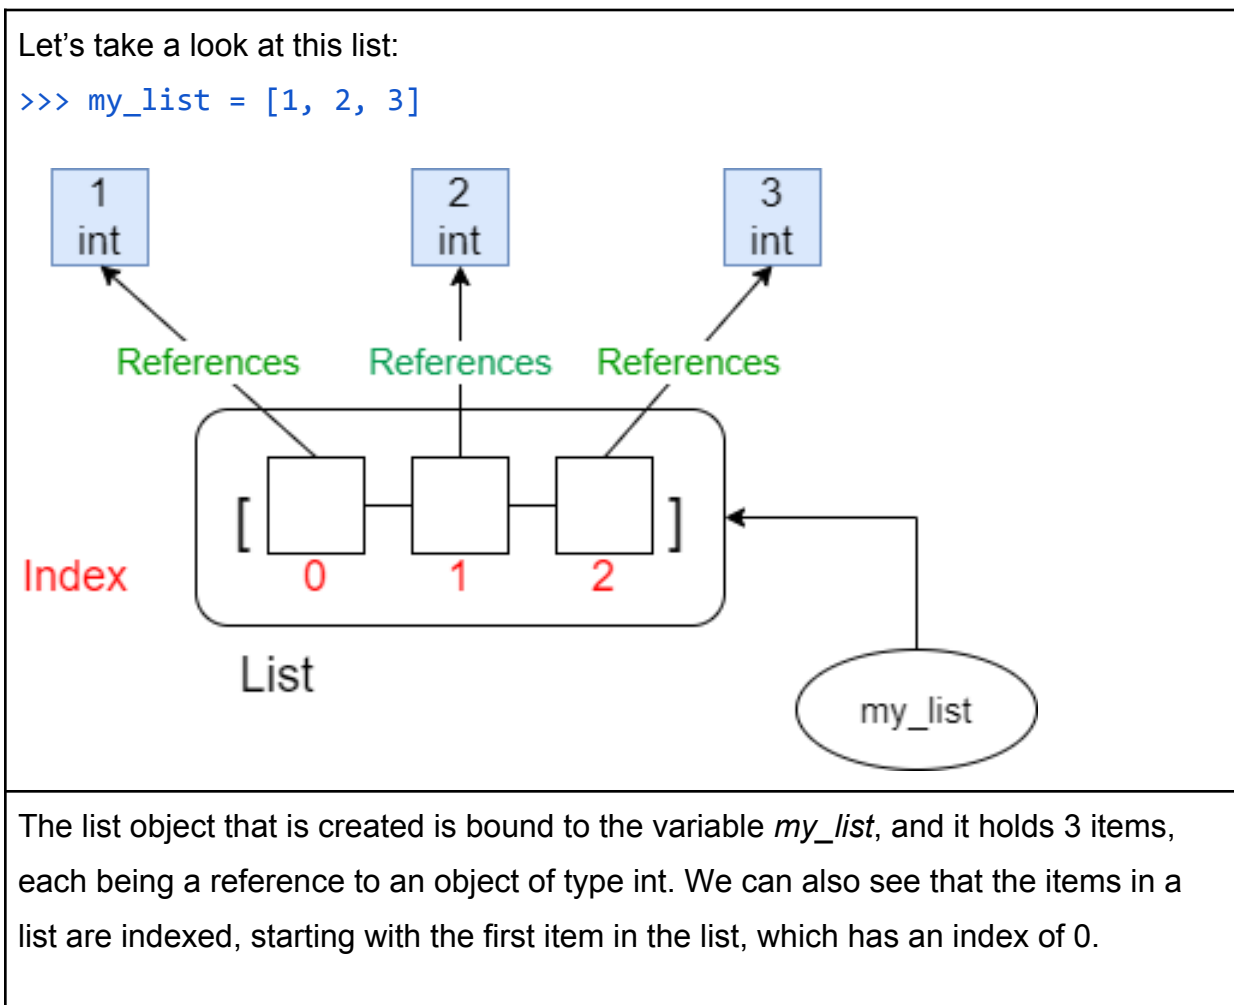 Let’s take a look at this list:
>>> my_list = [1, 2, 3]
1 2 3
int int int
References References References
[ ]
Index 0 1 2
List
my_list
The list object that is created is bound to the variable my_list, and it holds 3 items,
each being a reference to an object of type int. We can also see that the items in a
list are indexed, starting with the first item in the list, which has an index of 0.